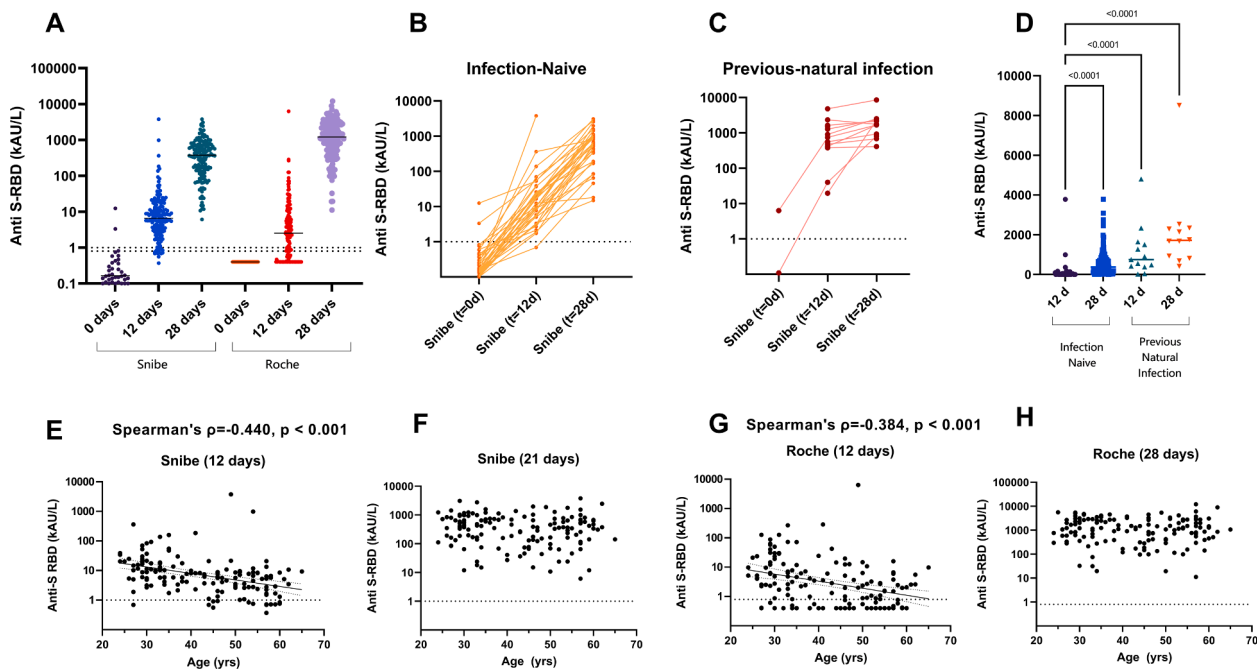 A
Anti S-RBD (kAU/L)
100000
10000
1000
100
10
1
0.1
0 days
12 days
28 days
0 days
12 days
28 days
Snibe
Roche
B
Infection-Naive
Anti S-RBD (kAU/L)
100000
10000
1000
100
10
1
Snibe (t=0d)
Snibe (t=12d)
Snibe (t=28d)
C
Previous-natural infection
Anti S-RBD (kAU/L)
10000
1000
100
10
1
Snibe (t=0d)
Snibe (t=12d)
Snibe (t=28d)
D
<0.0001
<0.0001
<0.0001
Anti-S RBD (kAU/L)
10000
8000
6000
4000
2000
0
12 d
28 d
12 d
28 d
Infection
Naive
Previous
Natural
Infection
E
Spearman's ρ=-0.440, p < 0.001
Snibe (12 days)
Anti-S RBD (kAU/L)
10000
1000
100
10
1
20 30 40 50 60 70
Age (yrs)
F
Snibe (21 days)
Anti S-RBD (kAU/L)
10000
1000
100
10
1
20 30 40 50 60 70
Age (yrs)
G
Spearman's ρ=-0.384, p < 0.001
Roche (12 days)
Anti S-RBD (kAU/L)
10000
1000
100
10
1
20 30 40 50 60 70
Age (yrs)
H
Roche (28 days)
Anti S-RBD (kAU/L)
100000
10000
1000
100
10
1
20 30 40 50 60 70
Age (yrs)